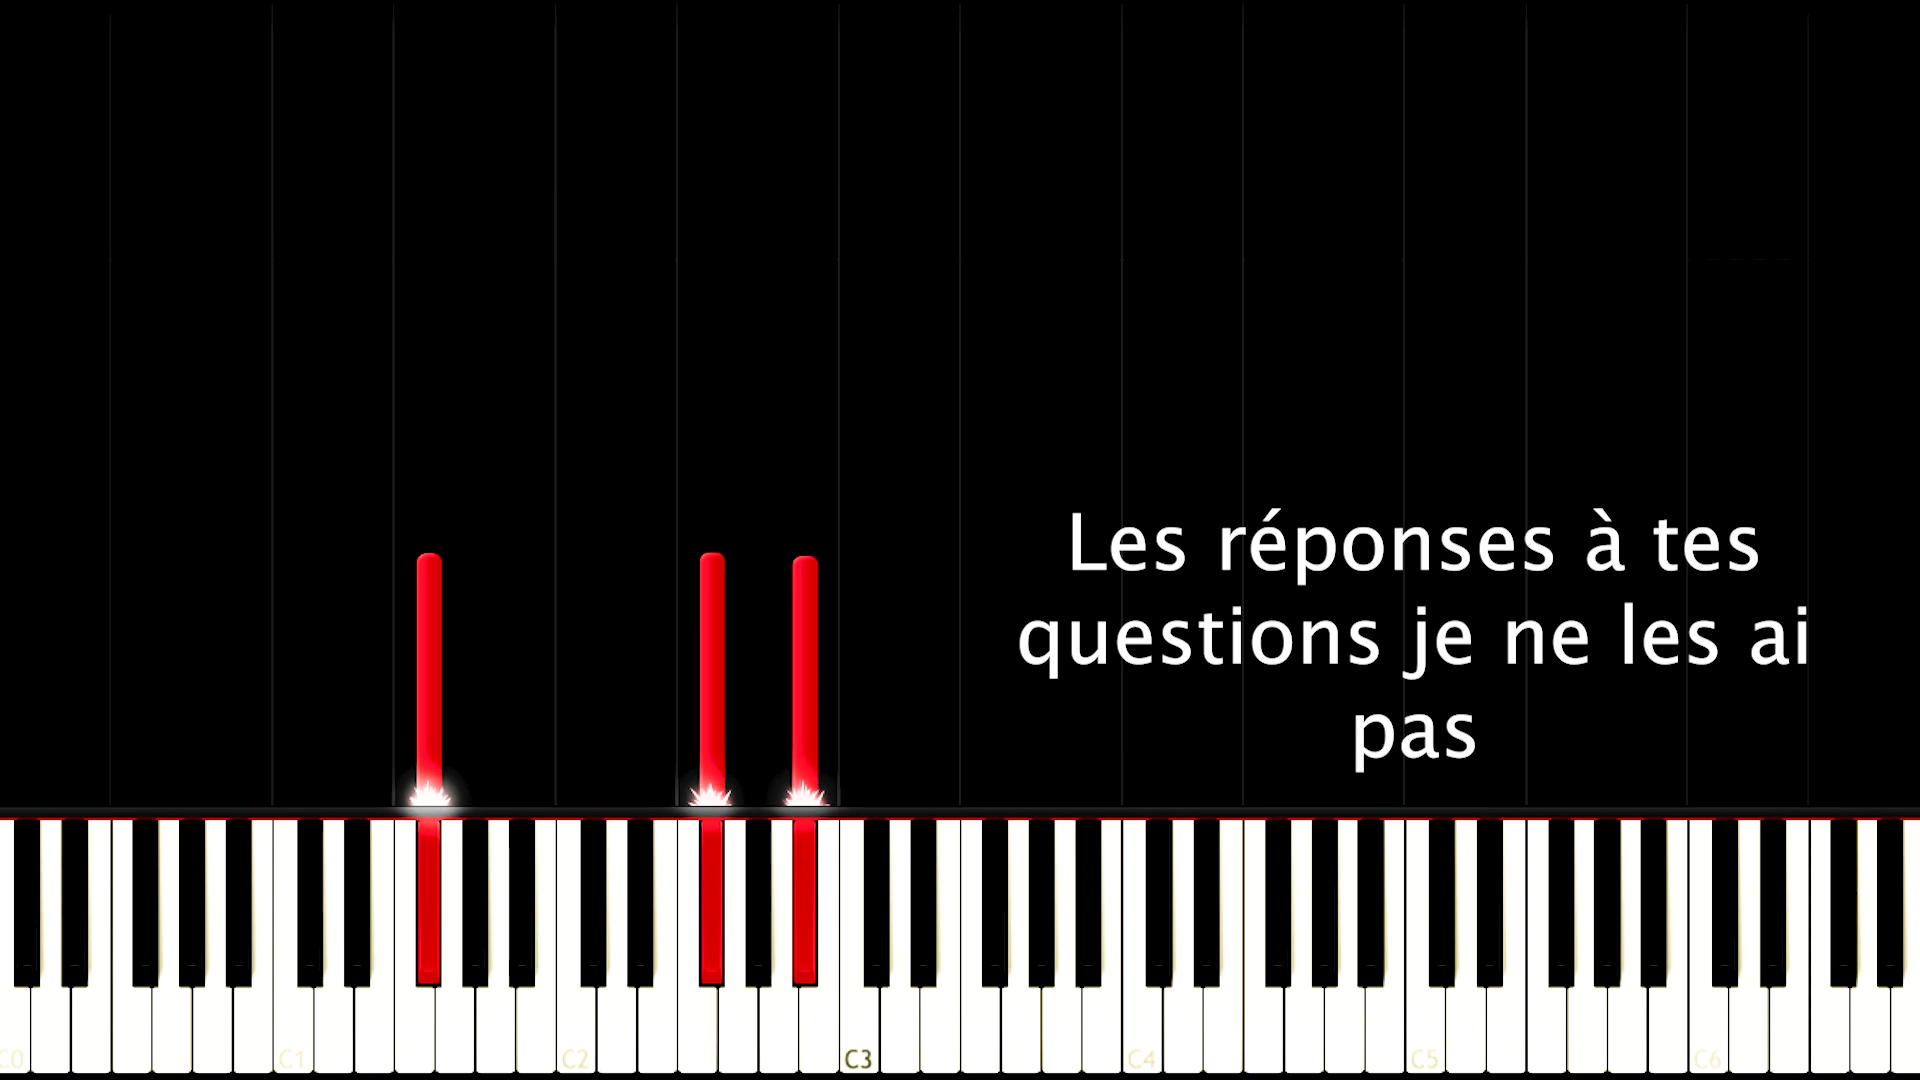 Les réponses à tes
questions je ne les ai
pas
C0 C1 C2 C3 C4 C5 C6